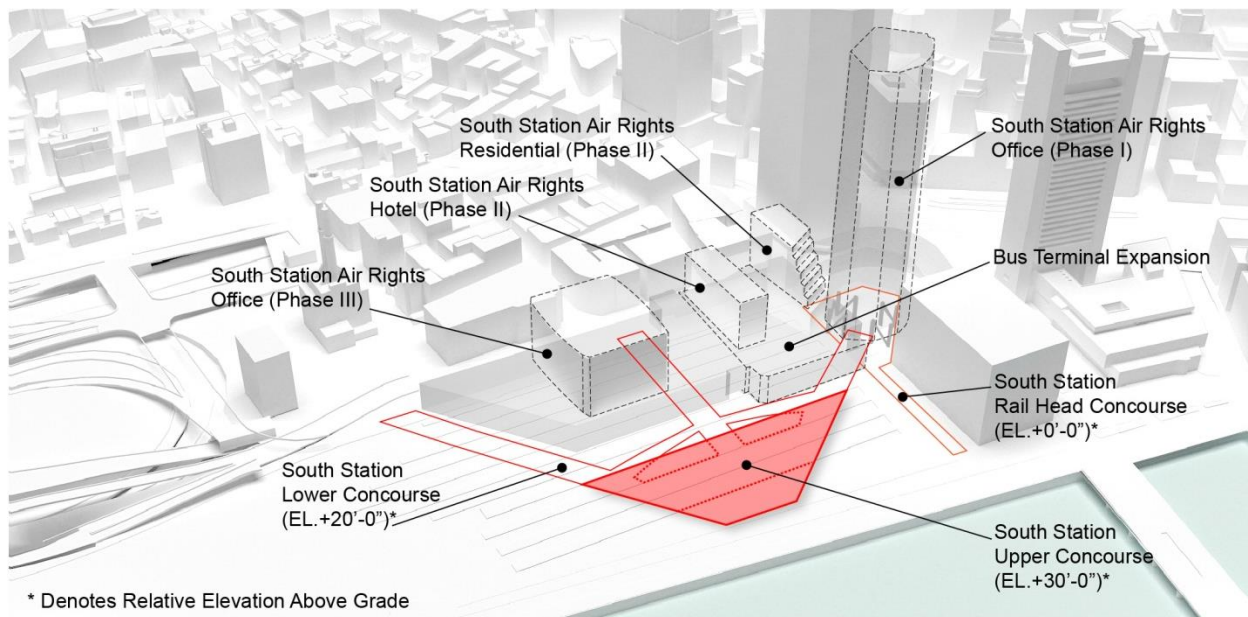 South Station Air Rights
Residential (Phase II)
South Station Air Rights
Office (Phase I)
South Station Air Rights
Hotel (Phase II)
Bus Terminal Expansion
South Station Air Rights
Office (Phase III)
South Station
Rail Head Concourse
(EL.+0’-0”)*
South Station
Lower Concourse
(EL.+20’-0”)*
South Station
Upper Concourse
(EL.+30’-0”)*
* Denotes Relative Elevation Above Grade